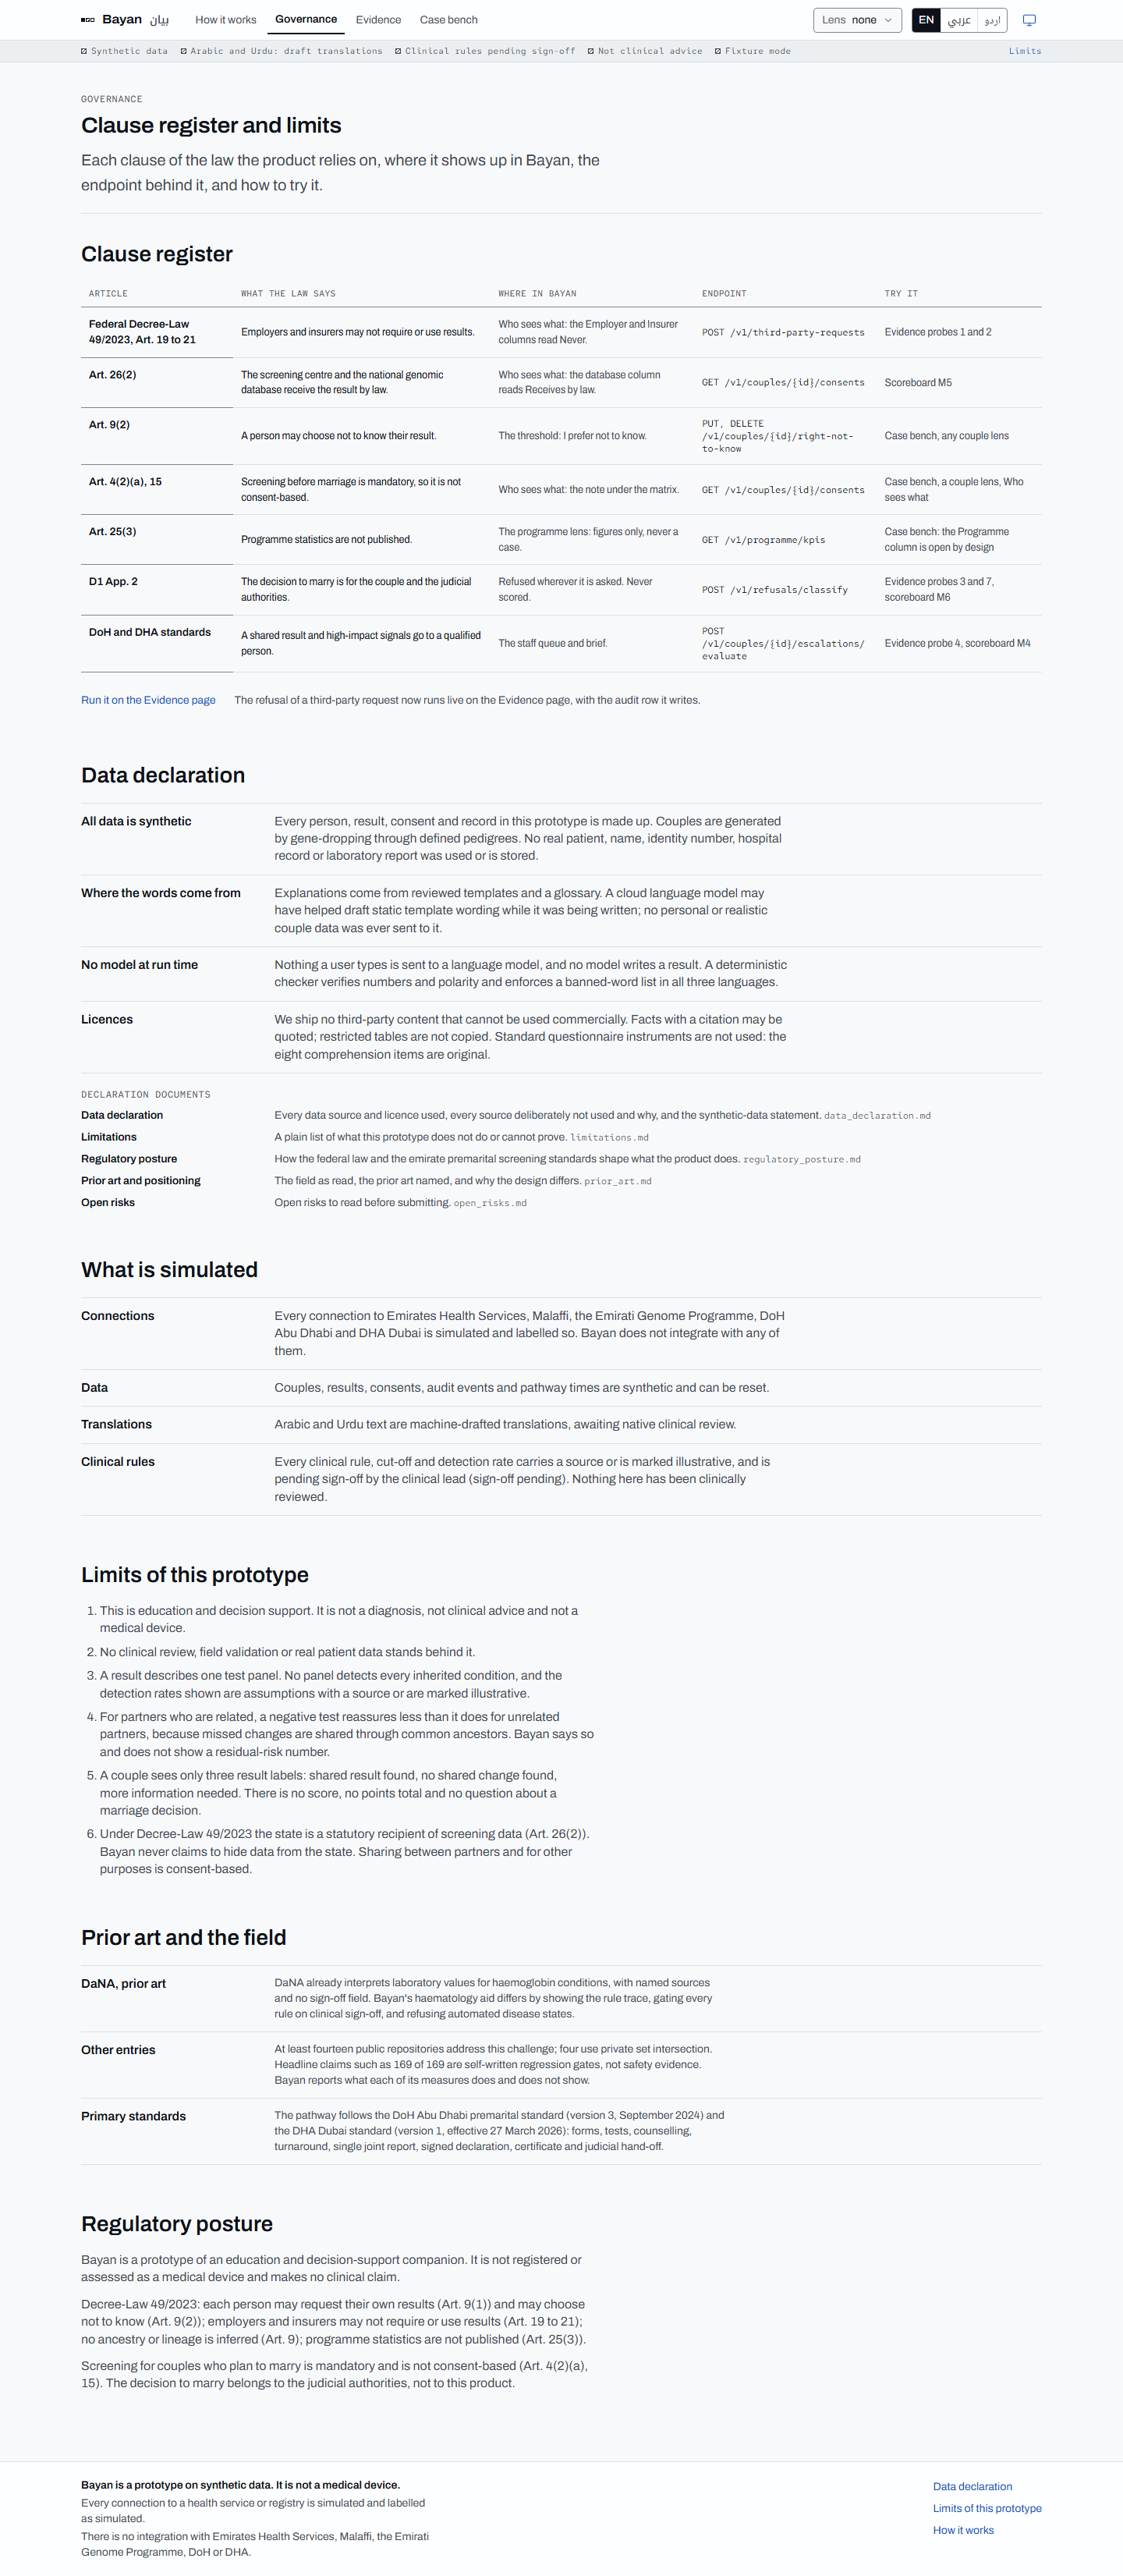 Bayan بيان How it works Governance Evidence Case bench Lens none EN عربي اردو
Synthetic data Arabic and Urdu: draft translations Clinical rules pending sign-off Not clinical advice Fixture mode Limits
GOVERNANCE
Clause register and limits
Each clause of the law the product relies on, where it shows up in Bayan, the
endpoint behind it, and how to try it.
Clause register
ARTICLE WHAT THE LAW SAYS WHERE IN BAYAN ENDPOINT TRY IT
Federal Decree-Law
49/2023, Art. 19 to 21
Employers and insurers may not require or use results.
Who sees what: the Employer and Insurer
columns read Never.
POST /v1/third-party-requests
Evidence probes 1 and 2
Art. 26(2)
The screening centre and the national genomic
database receive the result by law.
Who sees what: the database column
reads Receives by law.
GET /v1/couples/{id}/consents
Scoreboard M5
Art. 9(2)
A person may choose not to know their result.
The threshold: I prefer not to know.
PUT, DELETE
/v1/couples/{id}/right-not-
to-know
Case bench, any couple lens
Art. 4(2)(a), 15
Screening before marriage is mandatory, so it is not
consent-based.
Who sees what: the note under the matrix.
GET /v1/couples/{id}/consents
Case bench, a couple lens, Who
sees what
Art. 25(3)
Programme statistics are not published.
The programme lens: figures only, never a
case.
GET /v1/programme/kpis
Case bench: the Programme
column is open by design
D1 App. 2
The decision to marry is for the couple and the judicial
authorities.
Refused wherever it is asked. Never
scored.
POST /v1/refusals/classify
Evidence probes 3 and 7,
scoreboard M6
DoH and DHA standards
A shared result and high-impact signals go to a qualified
person.
The staff queue and brief.
POST
/v1/couples/{id}/escalations/
evaluate
Evidence probe 4, scoreboard M4
Run it on the Evidence page The refusal of a third-party request now runs live on the Evidence page, with the audit row it writes.
Data declaration
All data is synthetic
Every person, result, consent and record in this prototype is made up. Couples are generated
by gene-dropping through defined pedigrees. No real patient, name, identity number, hospital
record or laboratory report was used or is stored.
Where the words come from
Explanations come from reviewed templates and a glossary. A cloud language model may
have helped draft static template wording while it was being written; no personal or realistic
couple data was ever sent to it.
No model at run time
Nothing a user types is sent to a language model, and no model writes a result. A deterministic
checker verifies numbers and polarity and enforces a banned-word list in all three languages.
Licences
We ship no third-party content that cannot be used commercially. Facts with a citation may be
quoted; restricted tables are not copied. Standard questionnaire instruments are not used: the
eight comprehension items are original.
DECLARATION DOCUMENTS
Data declaration Every data source and licence used, every source deliberately not used and why, and the synthetic-data statement. data_declaration.md
Limitations A plain list of what this prototype does not do or cannot prove. limitations.md
Regulatory posture How the federal law and the emirate premarital screening standards shape what the product does. regulatory_posture.md
Prior art and positioning The field as read, the prior art named, and why the design differs. prior_art.md
Open risks Open risks to read before submitting. open_risks.md
What is simulated
Connections
Every connection to Emirates Health Services, Malaffi, the Emirati Genome Programme, DoH
Abu Dhabi and DHA Dubai is simulated and labelled so. Bayan does not integrate with any of
them.
Data Couples, results, consents, audit events and pathway times are synthetic and can be reset.
Translations Arabic and Urdu text are machine-drafted translations, awaiting native clinical review.
Clinical rules
Every clinical rule, cut-off and detection rate carries a source or is marked illustrative, and is
pending sign-off by the clinical lead (sign-off pending). Nothing here has been clinically
reviewed.
Limits of this prototype
1. This is education and decision support. It is not a diagnosis, not clinical advice and not a
medical device.
2. No clinical review, field validation or real patient data stands behind it.
3. A result describes one test panel. No panel detects every inherited condition, and the
detection rates shown are assumptions with a source or are marked illustrative.
4. For partners who are related, a negative test reassures less than it does for unrelated
partners, because missed changes are shared through common ancestors. Bayan says so
and does not show a residual-risk number.
5. A couple sees only three result labels: shared result found, no shared change found,
more information needed. There is no score, no points total and no question about a
marriage decision.
6. Under Decree-Law 49/2023 the state is a statutory recipient of screening data (Art. 26(2)).
Bayan never claims to hide data from the state. Sharing between partners and for other
purposes is consent-based.
Prior art and the field
DaNA, prior art
DaNA already interprets laboratory values for haemoglobin conditions, with named sources
and no sign-off field. Bayan's haematology aid differs by showing the rule trace, gating every
rule on clinical sign-off, and refusing automated disease states.
Other entries
At least fourteen public repositories address this challenge; four use private set intersection.
Headline claims such as 169 of 169 are self-written regression gates, not safety evidence.
Bayan reports what each of its measures does and does not show.
Primary standards
The pathway follows the DoH Abu Dhabi premarital standard (version 3, September 2024) and
the DHA Dubai standard (version 1, effective 27 March 2026): forms, tests, counselling,
turnaround, single joint report, signed declaration, certificate and judicial hand-off.
Regulatory posture
Bayan is a prototype of an education and decision-support companion. It is not registered or
assessed as a medical device and makes no clinical claim.
Decree-Law 49/2023: each person may request their own results (Art. 9(1)) and may choose
not to know (Art. 9(2)); employers and insurers may not require or use results (Art. 19 to 21);
no ancestry or lineage is inferred (Art. 9); programme statistics are not published (Art. 25(3)).
Screening for couples who plan to marry is mandatory and is not consent-based (Art. 4(2)(a),
15). The decision to marry belongs to the judicial authorities, not to this product.
Bayan is a prototype on synthetic data. It is not a medical device.
Every connection to a health service or registry is simulated and labelled
as simulated.
There is no integration with Emirates Health Services, Malaffi, the Emirati
Genome Programme, DoH or DHA.
Data declaration
Limits of this prototype
How it works